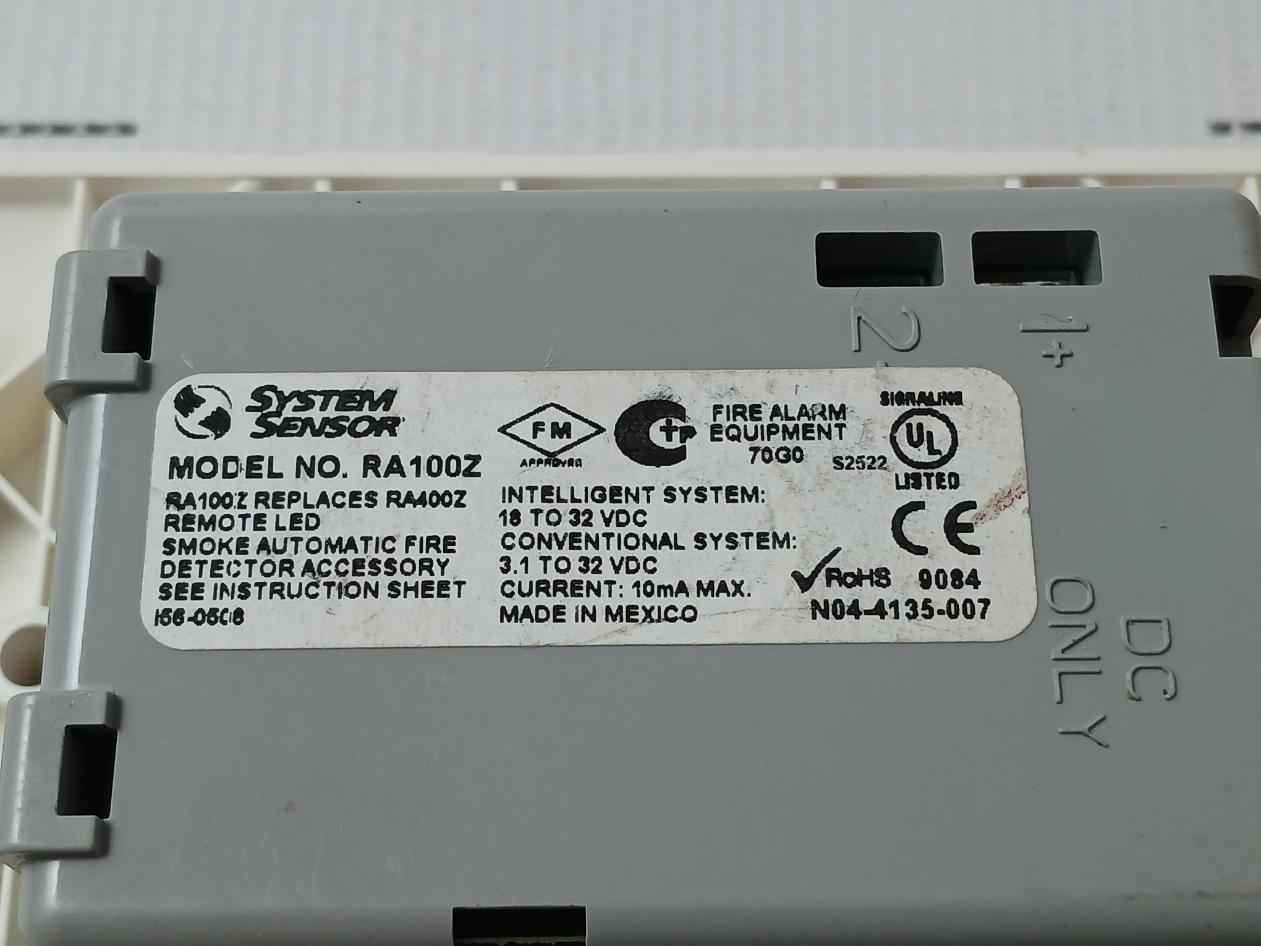 2
1+
SYSTEM
SENSOR
MODEL NO. RA100Z
RA100Z REPLACES RA400Z
REMOTE LED
SMOKE AUTOMATIC FIRE
DETECTOR ACCESSORY
SEE INSTRUCTION SHEET
FM
APPROVED
INTELLIGENT SYSTEM:
18 TO 32 VDC
CONVENTIONAL SYSTEM:
3.1 TO 32 VDC
CURRENT: 10mA MAX.
MADE IN MEXICO
FIRE ALARM
EQUIPMENT
70G0
SIGNALING
S2522 UL
LISTED
CE
RoHS 9084
N04-4135-007
DC
ONLY